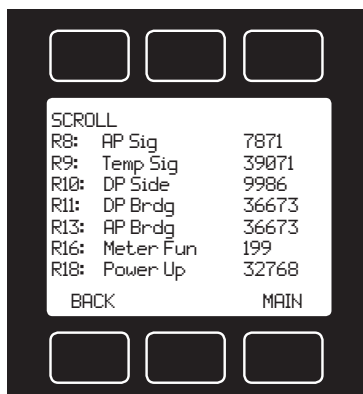 SCROLL
R8: AP Sig 7871
R9: Temp Sig 39071
R10: DP Side 9986
R11: DP Brdg 36673
R13: AP Brdg 36673
R16: Meter Fun 199
R18: Power Up 32768
BACK MAIN